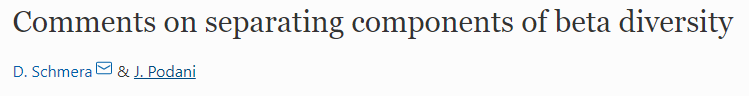 Comments on separating components of beta diversity
D. Schmera & J. Podani